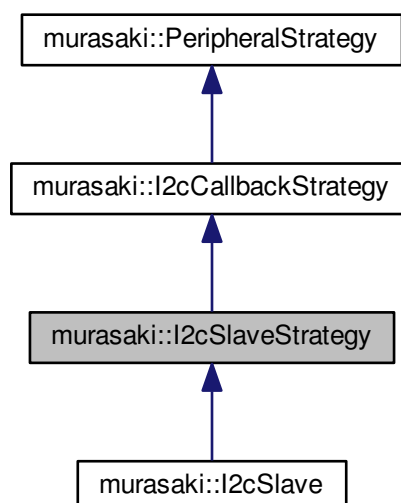 murasaki::PeripheralStrategy
murasaki::I2cCallbackStrategy
murasaki::I2cSlaveStrategy
murasaki::I2cSlave